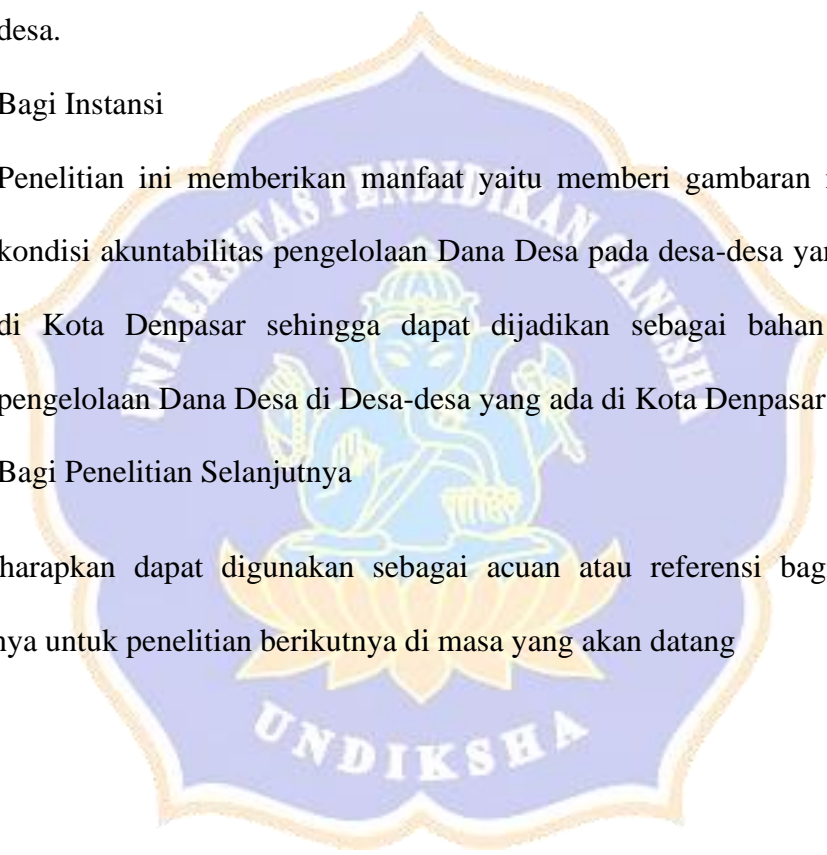 desa.
Bagi Instansi
Penelitian ini memberikan manfaat yaitu memberi gambaran
kondisi akuntabilitas pengelolaan Dana Desa pada desa-desa
di Kota Denpasar sehingga dapat dijadikan sebagai bahan
pengelolaan Dana Desa di Desa-desa yang ada di Kota Denpasar
Bagi Penelitian Selanjutnya
harapkan dapat digunakan sebagai acuan atau referensi
nya untuk penelitian berikutnya di masa yang akan datang
UNIVERSITAS PENDIDIKAN GANESHA
UNDIKSHA